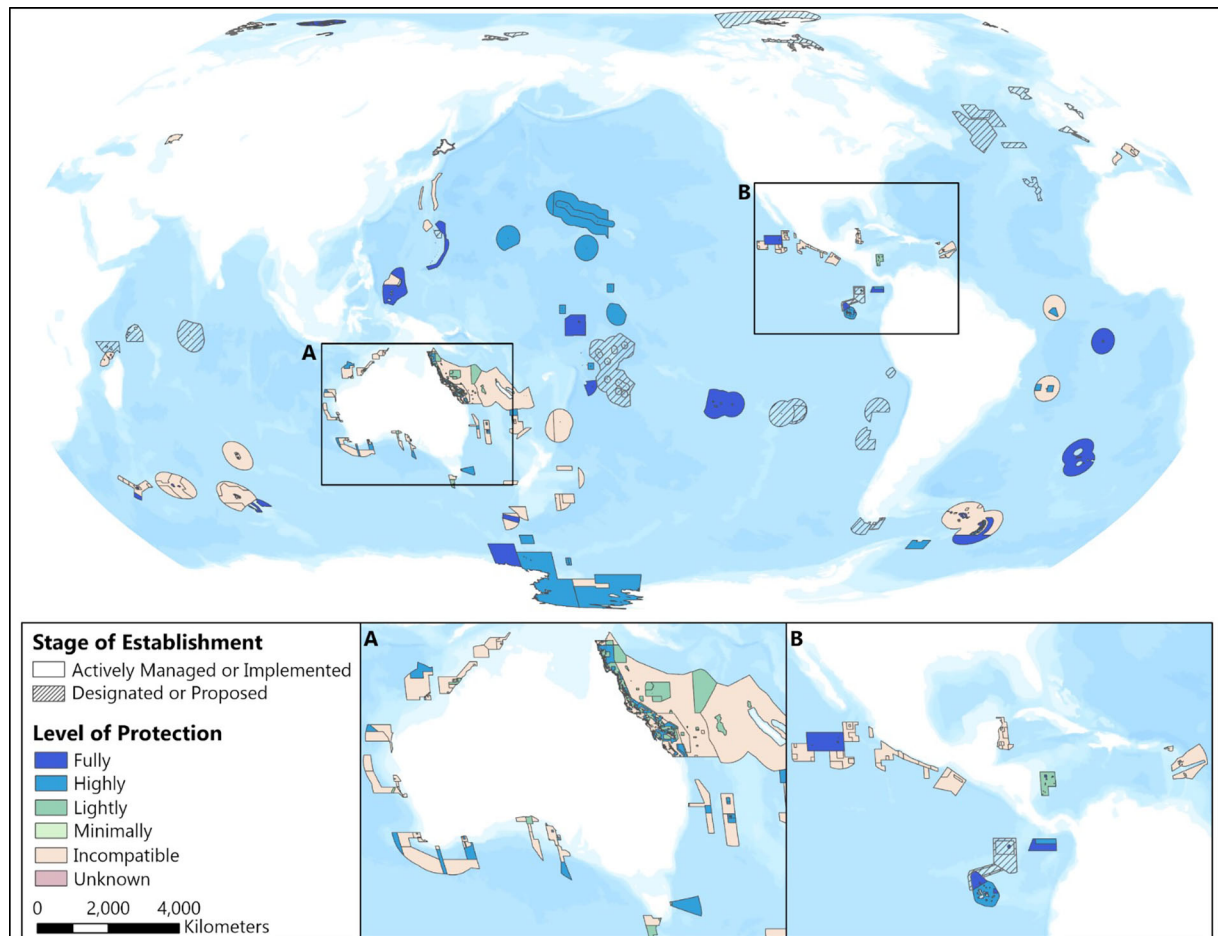 B
A
Stage of Establishment
Actively Managed or Implemented
Designated or Proposed
Level of Protection
Fully
Highly
Lightly
Minimally
Incompatible
Unknown
0 2,000 4,000
Kilometers
A
B